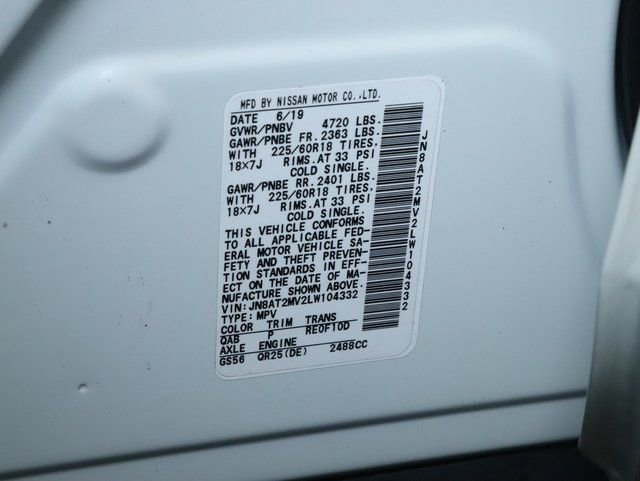 MFD BY NISSAN MOTOR CO.,LTD.
DATE 6/19
GVWR/PNBV 4720 LBS.
GAWR/PNBE FR. 2363 LBS.
WITH 225/60R18 TIRES.
18×7J RIMS.AT 33 PSI
COLD SINGLE.
GAWR/PNBE RR. 2401 LBS.
WITH 225/60R18 TIRES.
18×7J RIMS.AT 33 PSI
COLD SINGLE.
THIS VEHICLE CONFORMS
TO ALL APPLICABLE FED-
ERAL MOTOR VEHICLE SA-
FETY AND THEFT PREVEN-
TION STANDARDS IN EFF-
ECT ON THE DATE OF MA-
NUFACTURE SHOWN ABOVE.
VIN:JN8AT2MV2LW104332
TYPE:MPV
COLOR TRIM TRANS
QAB P RE0F10D
AXLE ENGINE
GS56 QR25(DE) 2488CC
JN8AT2MV2LW104332